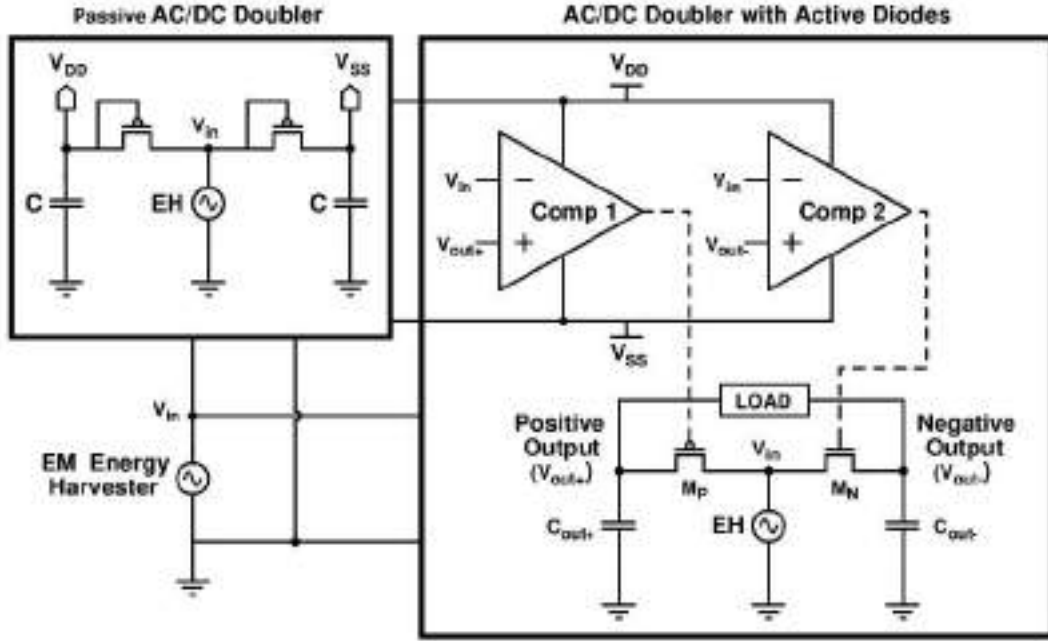 Passive AC/DC Doubler
AC/DC Doubler with Active Diodes
VDD
VSS
Vin
C
EH
C
VDD
Vin
Comp 1
Vout+
Vin
Comp 2
Vout-
VSS
Vin
EM Energy
Harvester
LOAD
Positive
Output
(Vout+)
Vin
Negative
Output
(Vout-)
MP
MN
Cout+
EH
Cout-